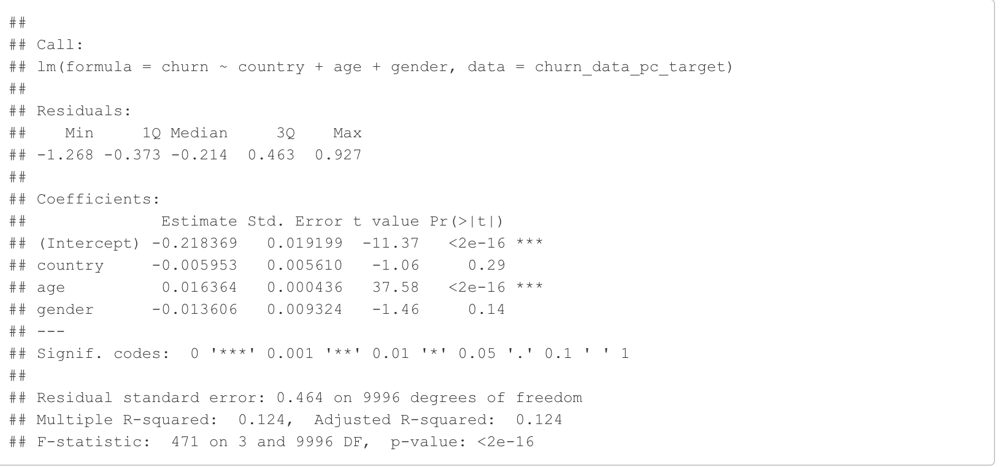 ##
## Call:
## lm(formula = churn ~ country + age + gender, data = churn_data_pc_target)
##
## Residuals:
##    Min     1Q Median     3Q    Max
## -1.268 -0.373 -0.214  0.463  0.927
##
## Coefficients:
##              Estimate Std. Error t value Pr(>|t|)
## (Intercept) -0.218369   0.019199  -11.37   <2e-16 ***
## country     -0.005953   0.005610   -1.06     0.29
## age          0.016364   0.000436   37.58   <2e-16 ***
## gender      -0.013606   0.009324   -1.46     0.14
## ---
## Signif. codes:  0 '***' 0.001 '**' 0.01 '*' 0.05 '.' 0.1 ' ' 1
##
## Residual standard error: 0.464 on 9996 degrees of freedom
## Multiple R-squared:  0.124,	Adjusted R-squared:  0.124
## F-statistic:  471 on 3 and 9996 DF,  p-value: <2e-16